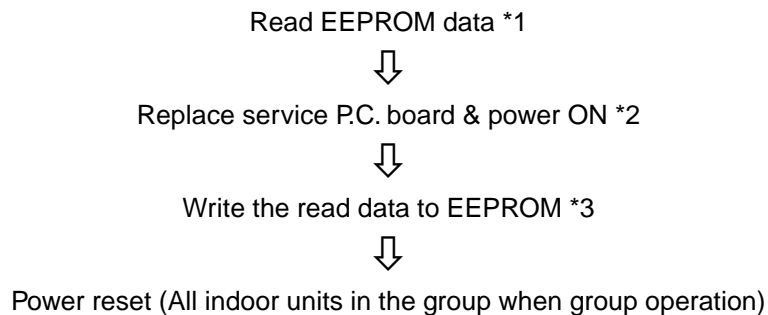 Read EEPROM data *1
Replace service P.C. board & power ON *2
Write the read data to EEPROM *3
Power reset (All indoor units in the group when group operation)